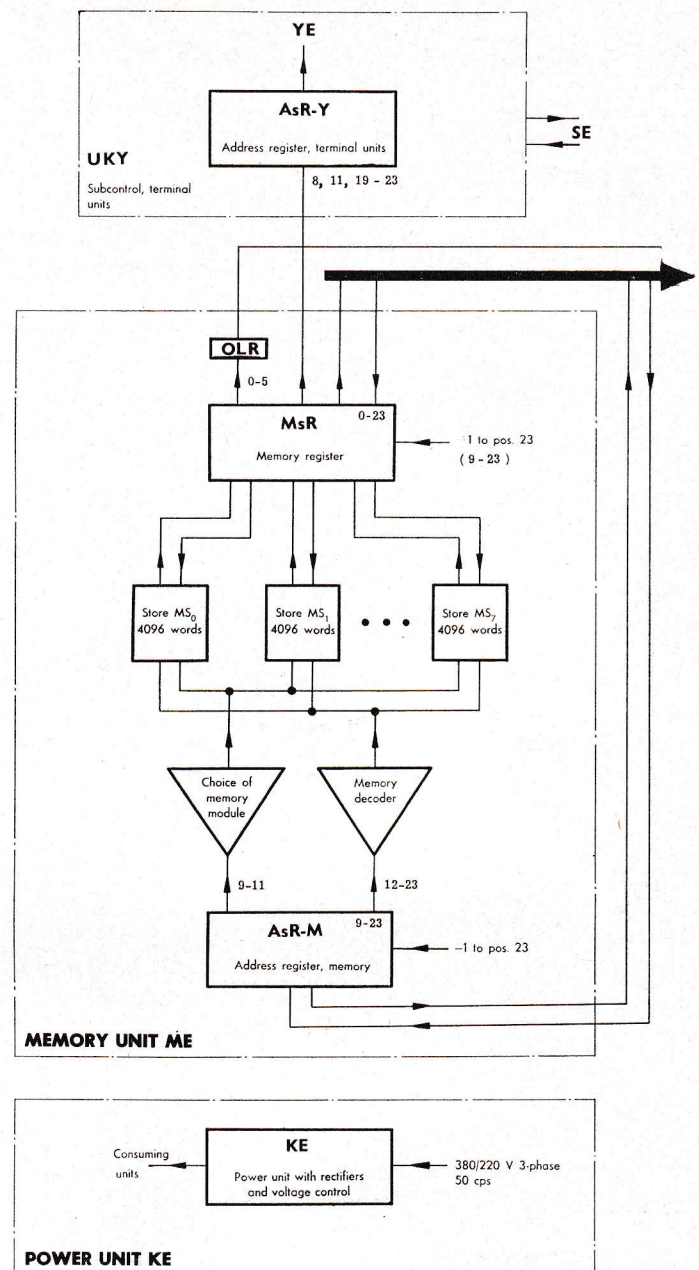 YE
AsR-Y
Address register, terminal units
SE
UKY
Subcontrol, terminal
units
8, 11, 19 - 23
OLR
0-5
0-23
MsR
Memory register
1 to pos. 23
( 9 - 23 )
Store MS0
4096 words
Store MS1
4096 words
• • •
Store MS7
4096 words
Choice of
memory
module
Memory
decoder
9-11
12-23
9-23
AsR-M
Address register, memory
–1 to pos. 23
MEMORY UNIT ME
KE
Power unit with rectifiers
and voltage control
Consuming
units
380/220 V 3-phase
50 cps
POWER UNIT KE